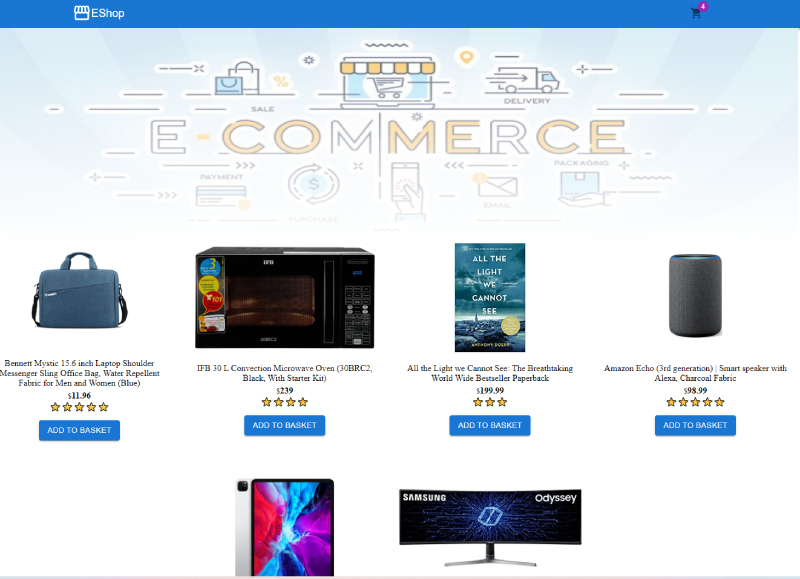 EShop
4
SALE
%
DELIVERY
E-COMMERCE
PAYMENT
$
PURCHASE
EMAIL
PACKAGING
IFB
3
101
30BRC2
ALL THE
LIGHT
WE
CANNOT
SEE
ANTHONY DOERR
Bennett Mystic 15.6 inch Laptop Shoulder
Messenger Sling Office Bag, Water Repellent
Fabric for Men and Women (Blue)
$11.96
ADD TO BASKET
IFB 30 L Convection Microwave Oven (30BRC2,
Black, With Starter Kit)
$239
ADD TO BASKET
All the Light we Cannot See: The Breathtaking
World Wide Bestseller Paperback
$199.99
ADD TO BASKET
Amazon Echo (3rd generation) | Smart speaker with
Alexa, Charcoal Fabric
$98.99
ADD TO BASKET
SAMSUNG
Odyssey